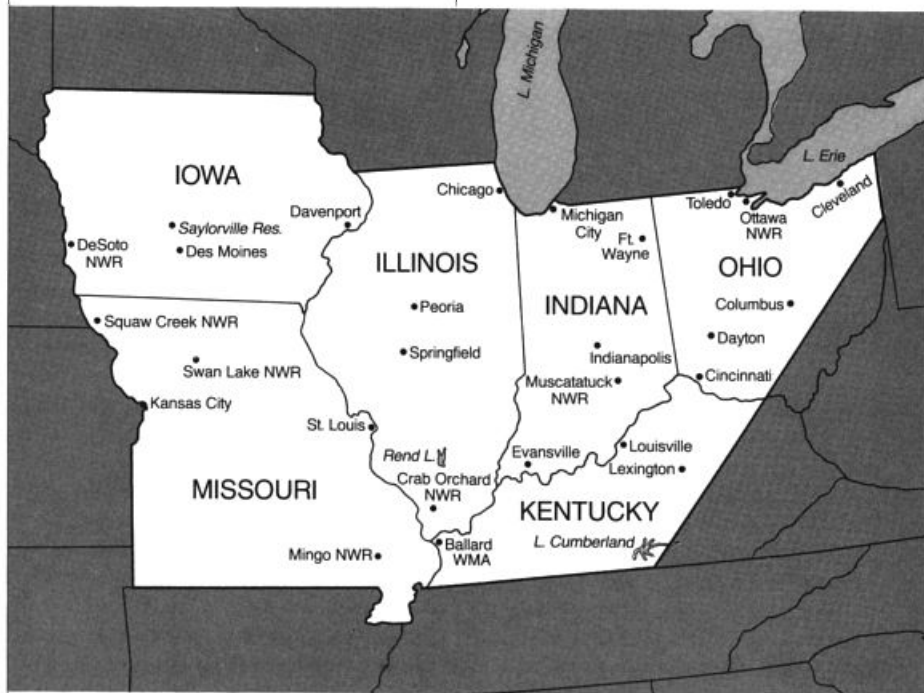 L. Michigan
L. Erie
IOWA
Chicago
Toledo
Cleveland
Michigan
City
Ottawa
NWR
Davenport
Saylorville Res.
DeSoto
NWR
Des Moines
ILLINOIS
Ft.
Wayne
OHIO
INDIANA
Peoria
Columbus
Squaw Creek NWR
Dayton
Springfield
Indianapolis
Swan Lake NWR
Muscatatuck
NWR
Cincinnati
Kansas City
St. Louis
Rend L.
Evansville
Louisville
Lexington
Crab Orchard
NWR
MISSOURI
KENTUCKY
L. Cumberland
Ballard
WMA
Mingo NWR